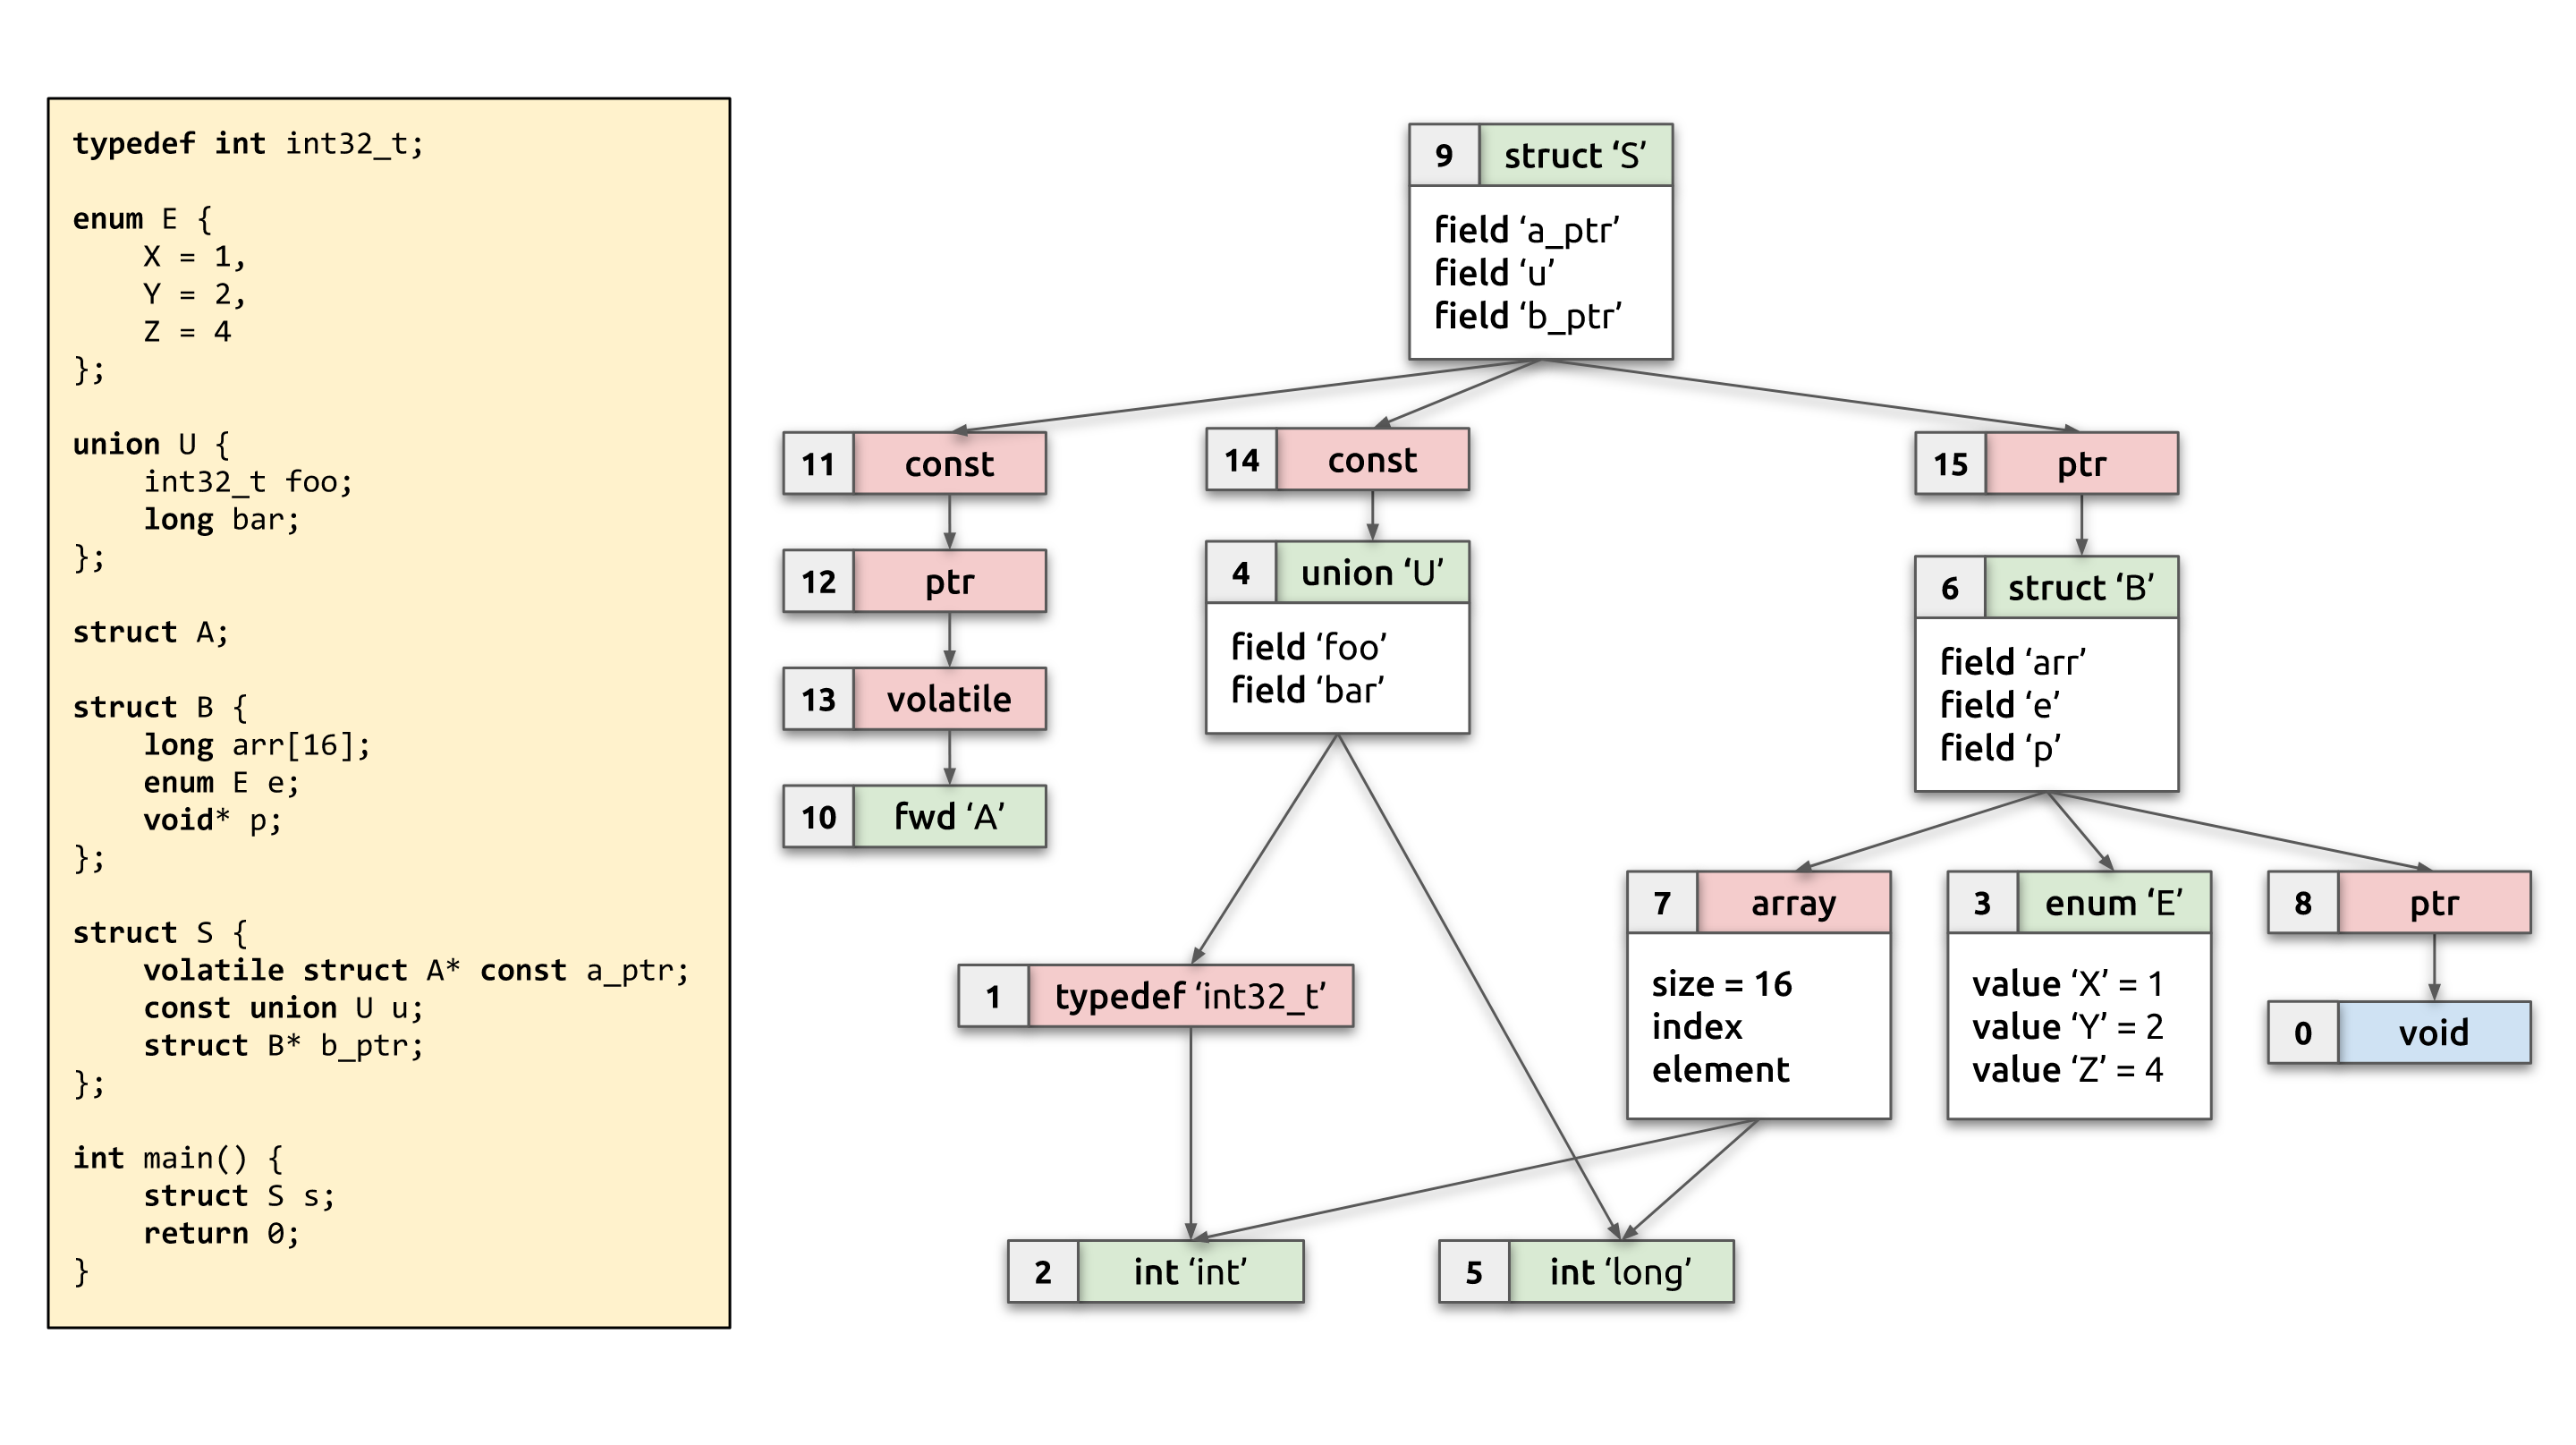 typedef int int32_t;
enum E {
X = 1,
Y = 2,
Z = 4
};
union U {
int32_t foo;
long bar;
};
struct A;
struct B {
long arr[16];
enum E e;
void* p;
};
struct S {
volatile struct A* const a_ptr;
const union U u;
struct B* b_ptr;
};
int main() {
struct S s;
return 0;
}
9 struct ‘S’
field ‘a_ptr’
field ‘u’
field ‘b_ptr’
11 const
14 const
15 ptr
12 ptr
4 union ‘U’
field ‘foo’
field ‘bar’
6 struct ‘B’
field ‘arr’
field ‘e’
field ‘p’
13 volatile
10 fwd ‘A’
7 array
size = 16
index
element
3 enum ‘E’
value ‘X’ = 1
value ‘Y’ = 2
value ‘Z’ = 4
8 ptr
0 void
1 typedef ‘int32_t’
2 int ‘int’
5 int ‘long’